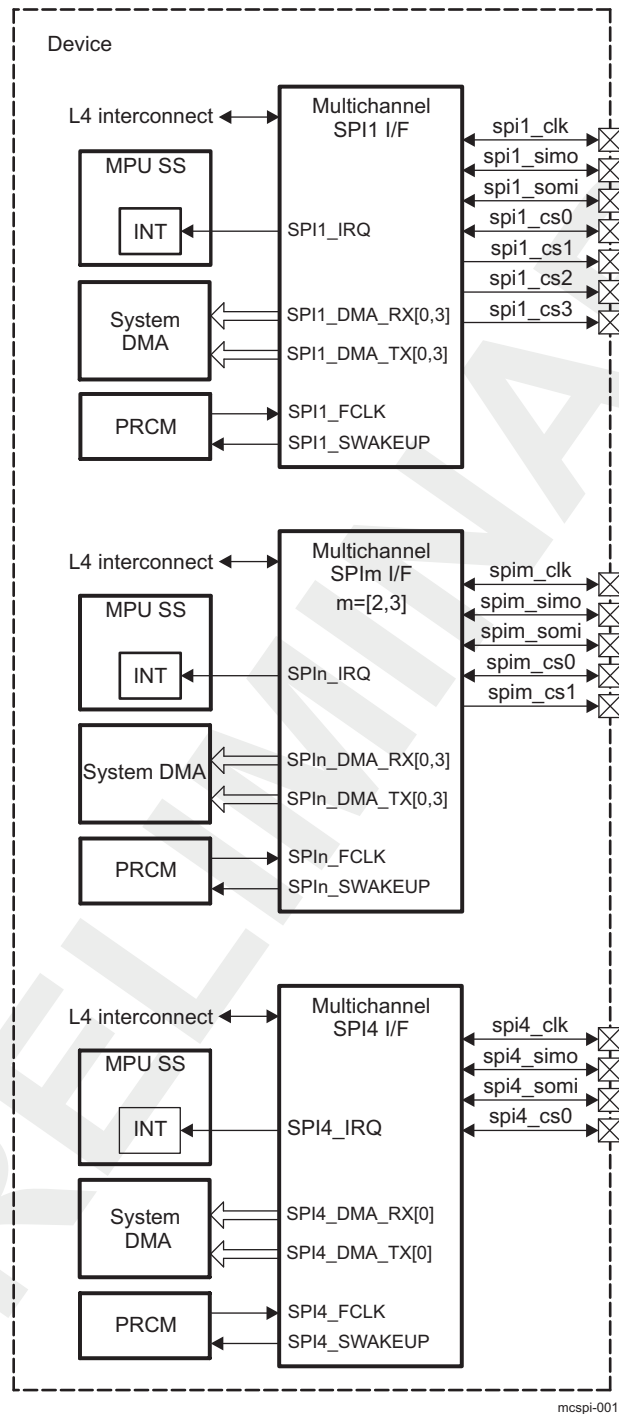 Device
L4 interconnect
Multichannel
SPI1 I/F
MPU SS
INT
SPI1_IRQ
System
DMA
SPI1_DMA_RX[0,3]
SPI1_DMA_TX[0,3]
PRCM
SPI1_FCLK
SPI1_SWAKEUP
spi1_clk
spi1_simo
spi1_somi
spi1_cs0
spi1_cs1
spi1_cs2
spi1_cs3
L4 interconnect
Multichannel
SPIm I/F
m=[2,3]
MPU SS
INT
SPIn_IRQ
System DMA
SPIn_DMA_RX[0,3]
SPIn_DMA_TX[0,3]
PRCM
SPIn_FCLK
SPIn_SWAKEUP
spim_clk
spim_simo
spim_somi
spim_cs0
spim_cs1
L4 interconnect
Multichannel
SPI4 I/F
MPU SS
INT
SPI4_IRQ
System
DMA
SPI4_DMA_RX[0]
SPI4_DMA_TX[0]
PRCM
SPI4_FCLK
SPI4_SWAKEUP
spi4_clk
spi4_simo
spi4_somi
spi4_cs0
mcspi-001
RELIMINA